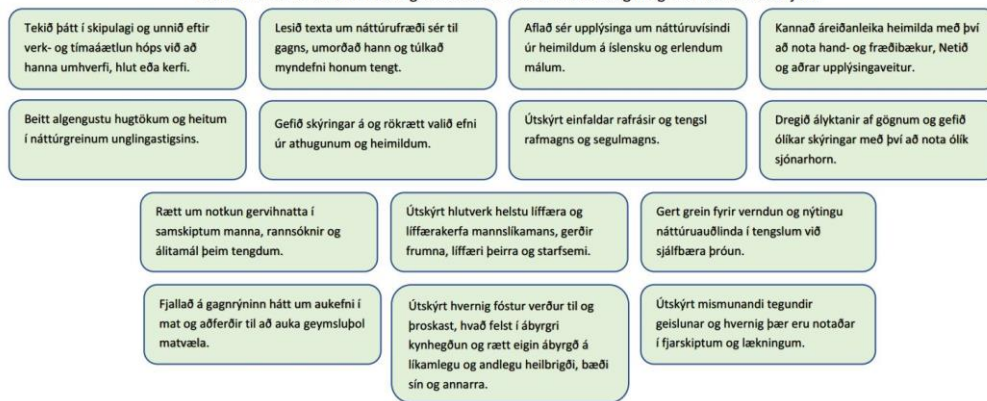 Tekið þátt í skipulagi og unnið eftir
verk- og tímaáætlun hóps við að
hanna umhverfi, hlut eða kerfi.
Lesið texta um náttúrufræði sér til
gagns, umorðað hann og túlkað
myndefni honum tengt.
Aflað sér upplýsinga um náttúruvísindi
úr heimildum á íslensku og erlendum
málum.
Kannað áreiðanleika heimilda með því
að nota hand- og fræðibækur, Netið
og aðrar upplýsingaveitur.
Beitt algengustu hugtökum og heitum
í náttúrgreinum unglingastigsins.
Gefið skýringar á og rökrætt valið efni
úr athugunum og heimildum.
Útskýrt einfaldar rafrásir og tengsl
rafmagns og segulmagns.
Dregið ályktanir af gögnum og gefið
ólíkar skýringar með því að nota ólík
sjónarhorn.
Rætt um notkun gervihnatta í
samskiptum manna, rannsóknir og
álitamál þeim tengdum.
Útskýrt hlutverk helstu líffæra og
líffærakerfa mannslíkamans, gerðir
frumna, líffæri þeirra og starfsemi.
Gert grein fyrir verndun og nýtingu
náttúruauðlinda í tengslum við
sjálfbæra þróun.
Fjallað á gagnrýninn hátt um aukefni í
mat og aðferðir til að auka geymsluþol
matvæla.
Útskýrt hvernig fóstur verður til og
þroskast, hvað felst í ábyrgri
kynhegðun og rætt eigin ábyrgð á
líkamlegu og andlegu heilbrigði, bæði
sín og annarra.
Útskýrt mismunandi tegundir
geislunar og hvernig þær eru notaðar
í fjarskiptum og lækningum.